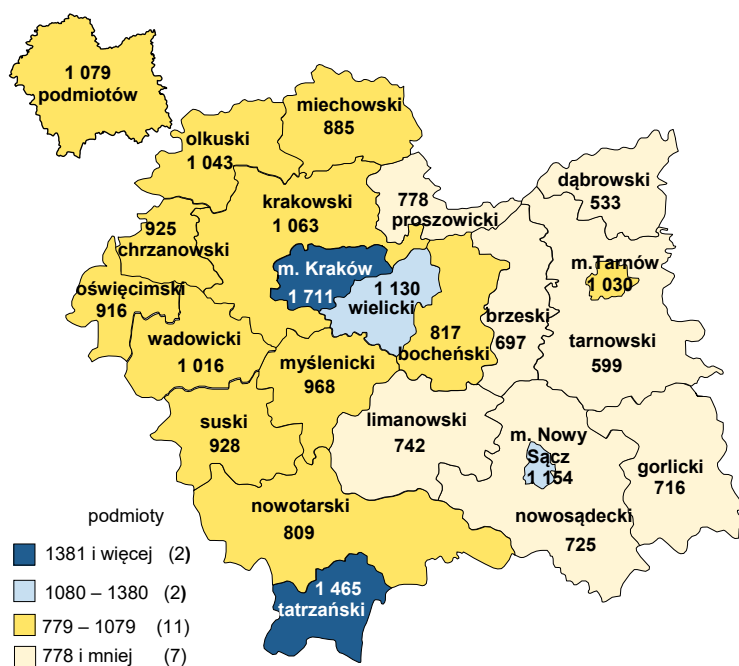 1 079
podmiotów
miechowski
885
olkuski
1 043
krakowski
1 063
778
proszowicki
dąbrowski
533
925
chrzanowski
m. Kraków
1 711
1 130
wielicki
m.Tarnów
1 030
oświęcimski
916
wadowicki
1 016
myślenicki
968
817
bocheński
brzeski
697
tarnowski
599
suski
928
limanowski
742
m. Nowy
Sącz
1 154
gorlicki
716
nowotarski
809
nowosądecki
725
1 465
tatrzański
podmioty
1381 i więcej (2)
1080 – 1380 (2)
779 – 1079 (11)
778 i mniej (7)